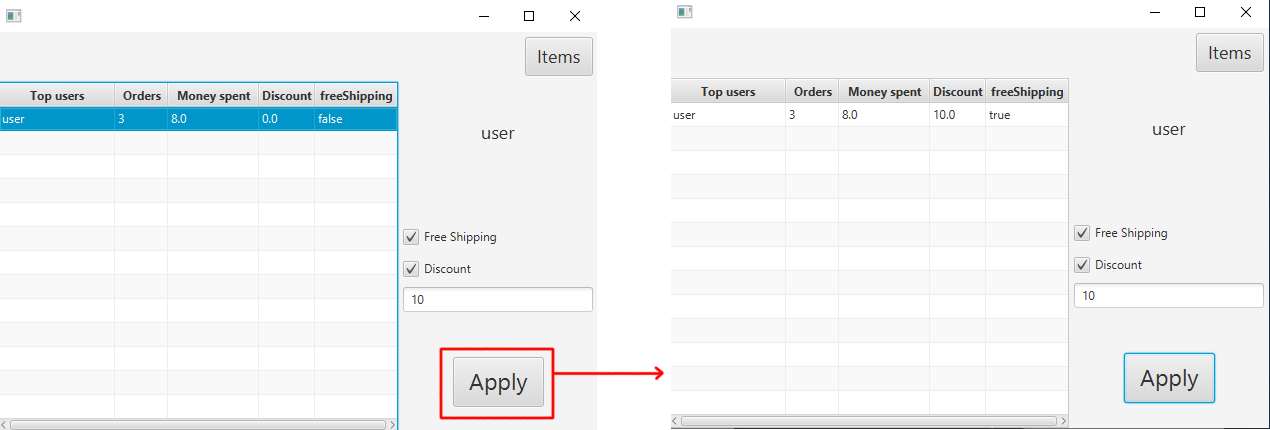 Items
Top users Orders Money spent Discount freeShipping
user 3 8.0 0.0 false
user
Free Shipping
Discount
10
Apply
Items
Top users Orders Money spent Discount freeShipping
user 3 8.0 10.0 true
user
Free Shipping
Discount
10
Apply